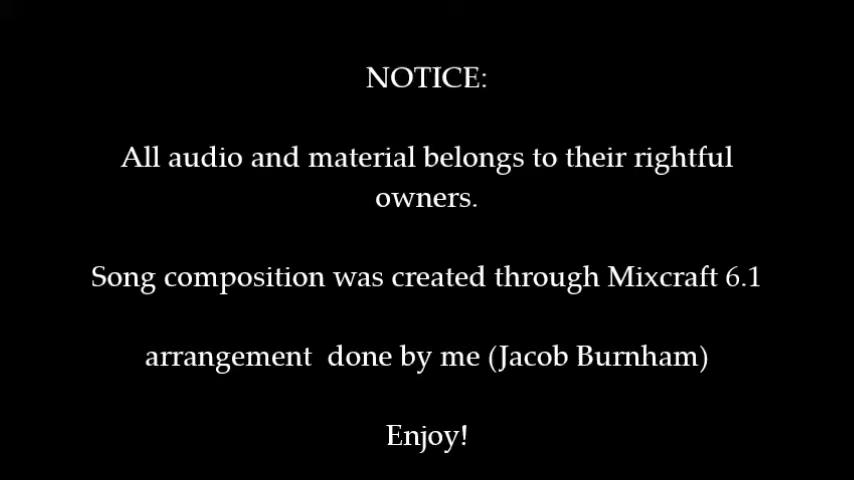 NOTICE:
All audio and material belongs to their rightful
owners.
Song composition was created through Mixcraft 6.1
arrangement  done by me (Jacob Burnham)
Enjoy!